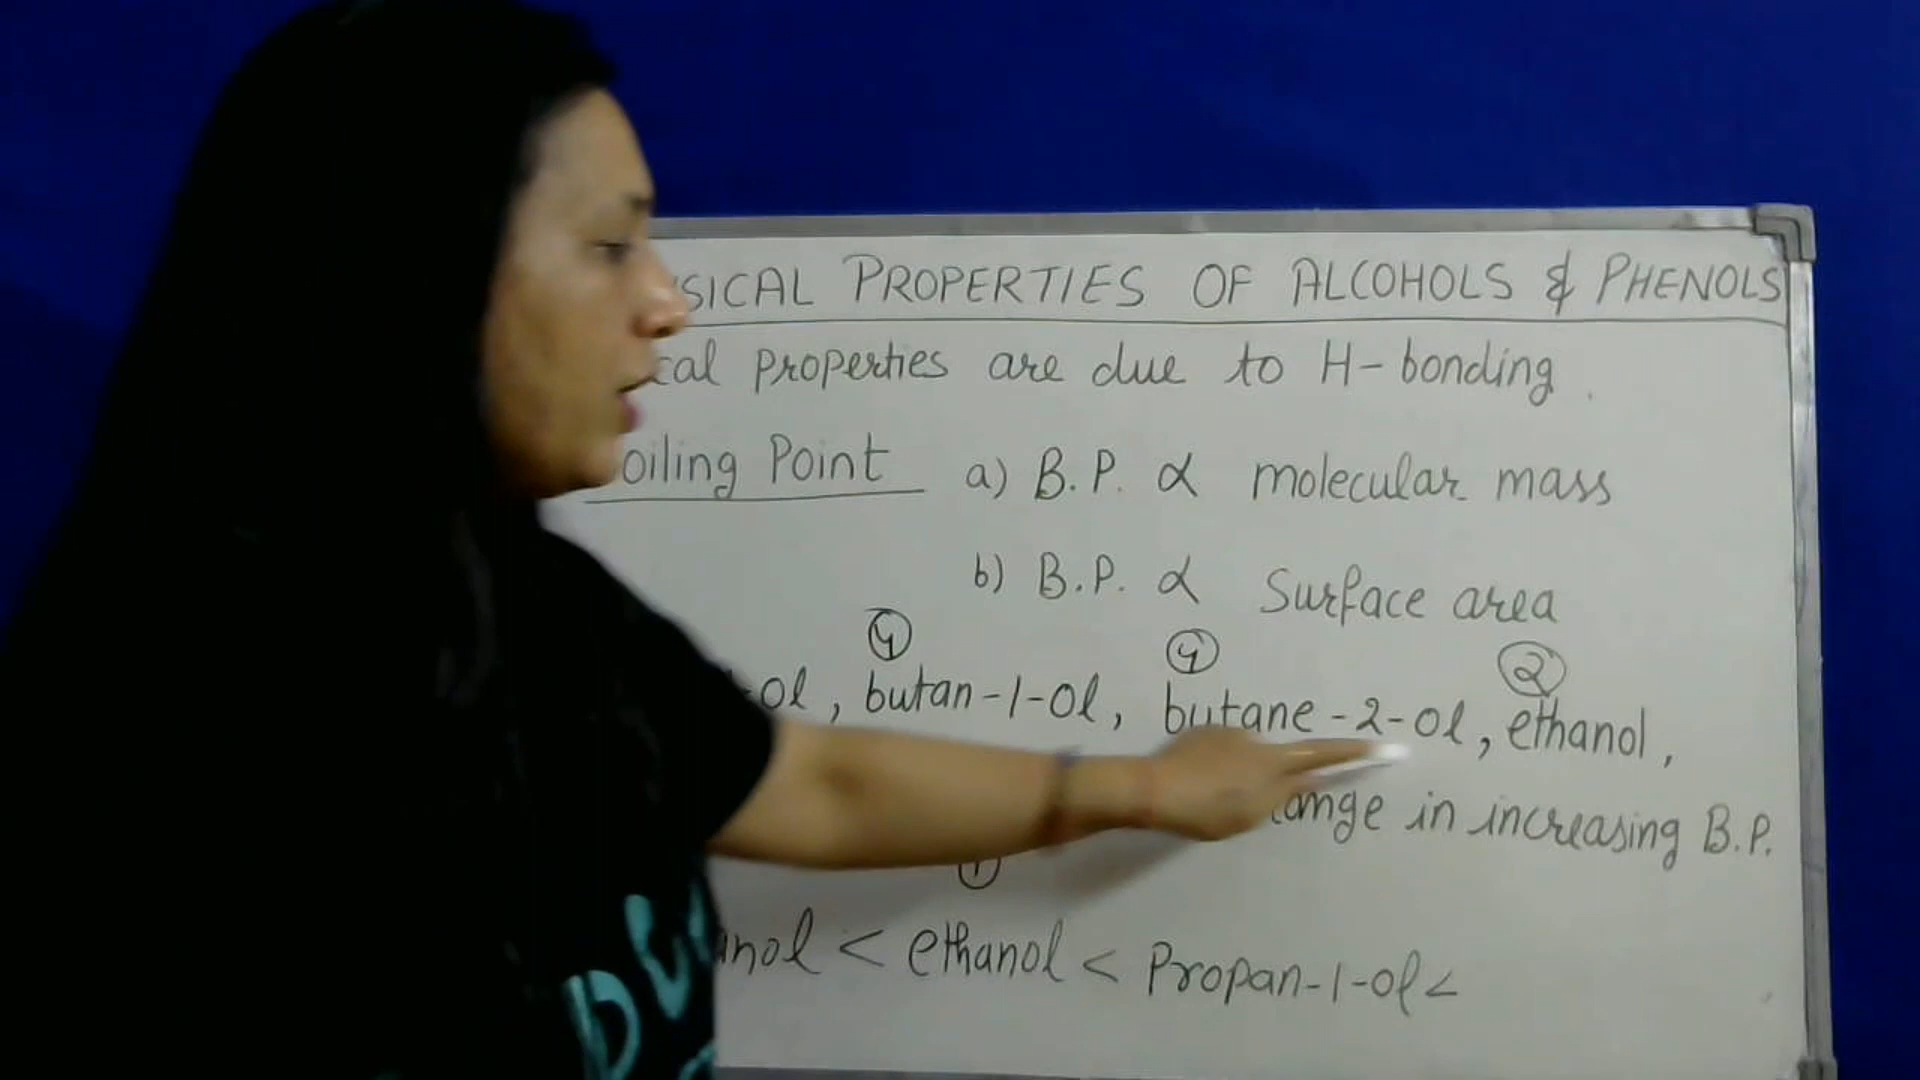 SICAL PROPERTIES OF ALCOHOLS & PHENOLS
cal properties are due to H-bonding.
oiling Point a) B.P. α molecular mass
b) B.P. α Surface area
④ ④ ②
-ol, butan-1-ol, butane-2-ol, ethanol,
ange in increasing B.P.
①
anol < ethanol < Propan-1-ol <